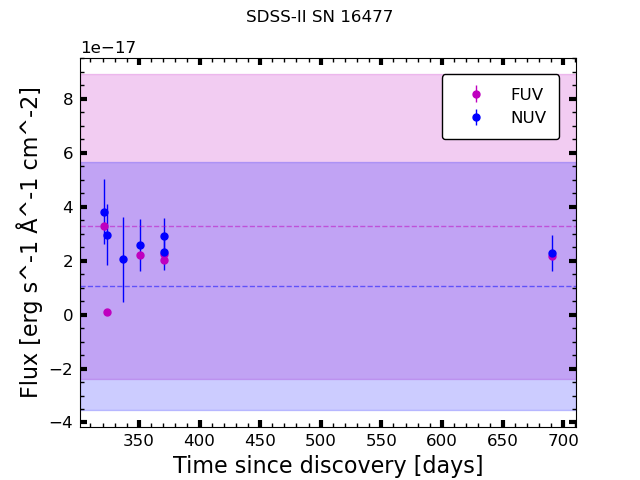 SDSS-II SN 16477
1e−17
FUV
NUV
8
6
4
2
0
−2
−4
Flux [erg s^-1 Å^-1 cm^-2]
350 400 450 500 550 600 650 700
Time since discovery [days]